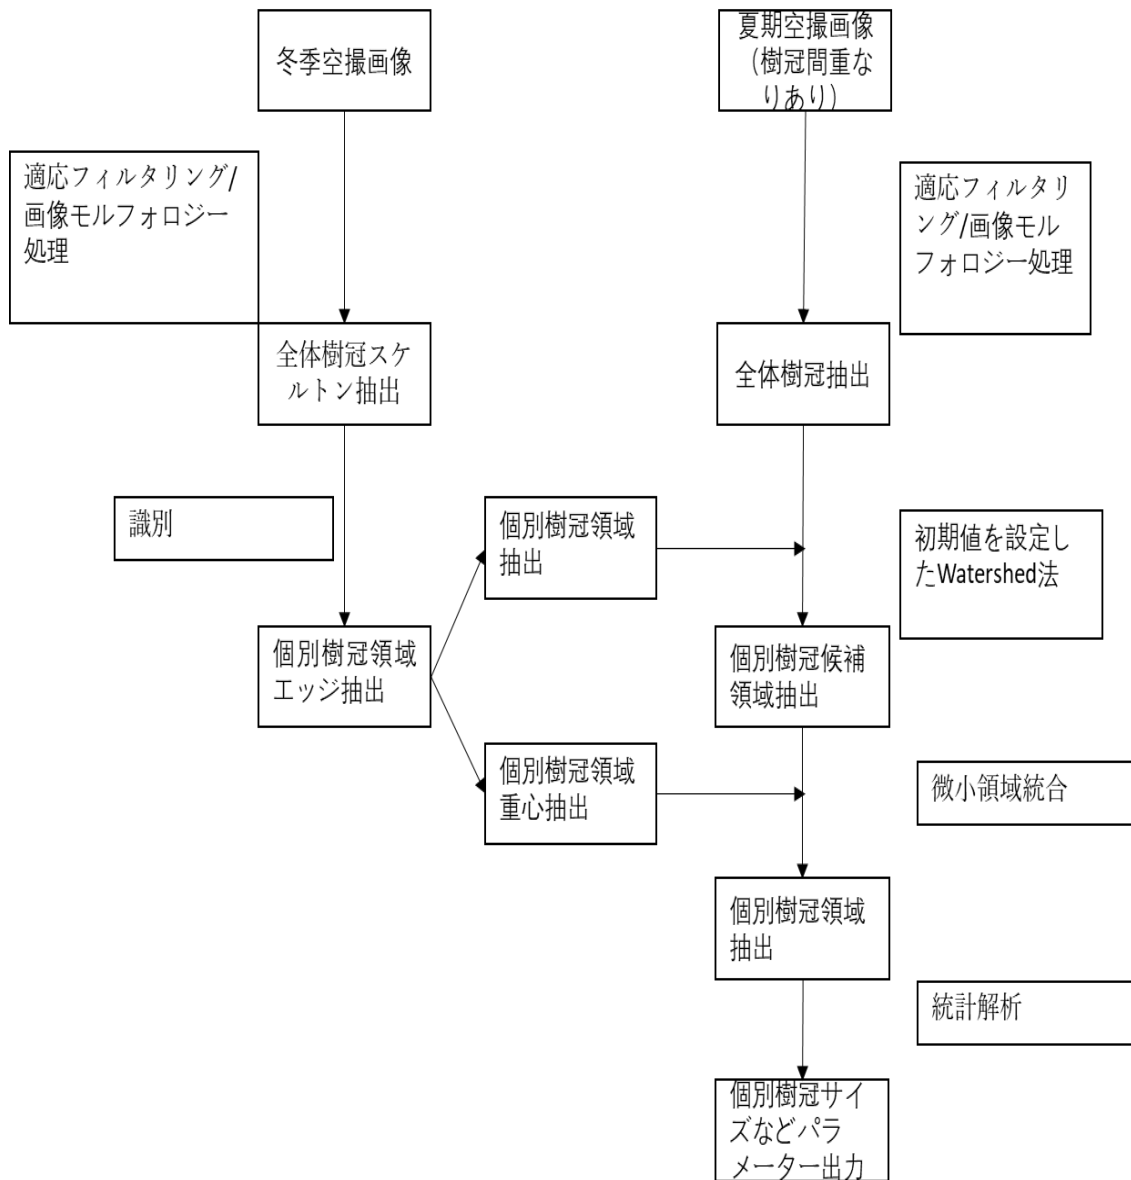 冬季空撮画像
夏期空撮画像
（樹冠間重な
りあり）
適応フィルタリング/
画像モルフォロジー
処理
適応フィルタリ
ング/画像モル
フォロジー処理
全体樹冠スケ
ルトン抽出
全体樹冠抽出
識別
個別樹冠領域
抽出
初期値を設定し
たWatershed法
個別樹冠領域
エッジ抽出
個別樹冠候補
領域抽出
個別樹冠領域
重心抽出
微小領域統合
個別樹冠領域
抽出
統計解析
個別樹冠サイ
ズなどパラ
メーター出力